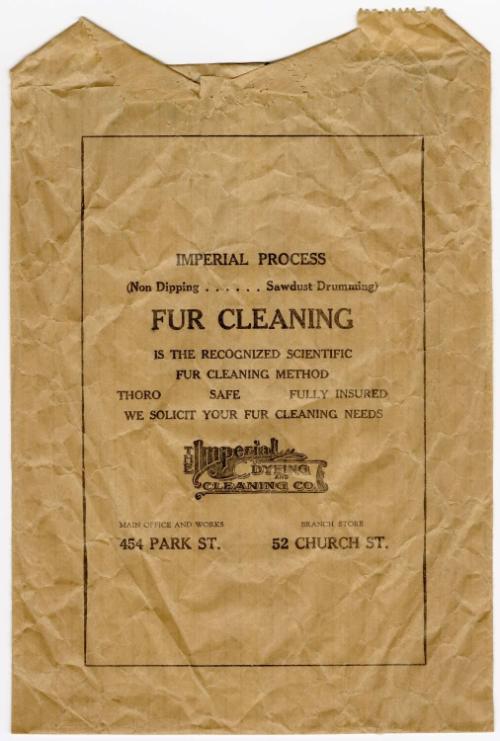 IMPERIAL PROCESS
(Non Dipping . . . . . . Sawdust Drumming)
FUR CLEANING
IS THE RECOGNIZED SCIENTIFIC
FUR CLEANING METHOD
THORO SAFE FULLY INSURED
WE SOLICIT YOUR FUR CLEANING NEEDS
THE Imperial
DYEING
AND
CLEANING CO.
MAIN OFFICE AND WORKS BRANCH STORE
454 PARK ST. 52 CHURCH ST.